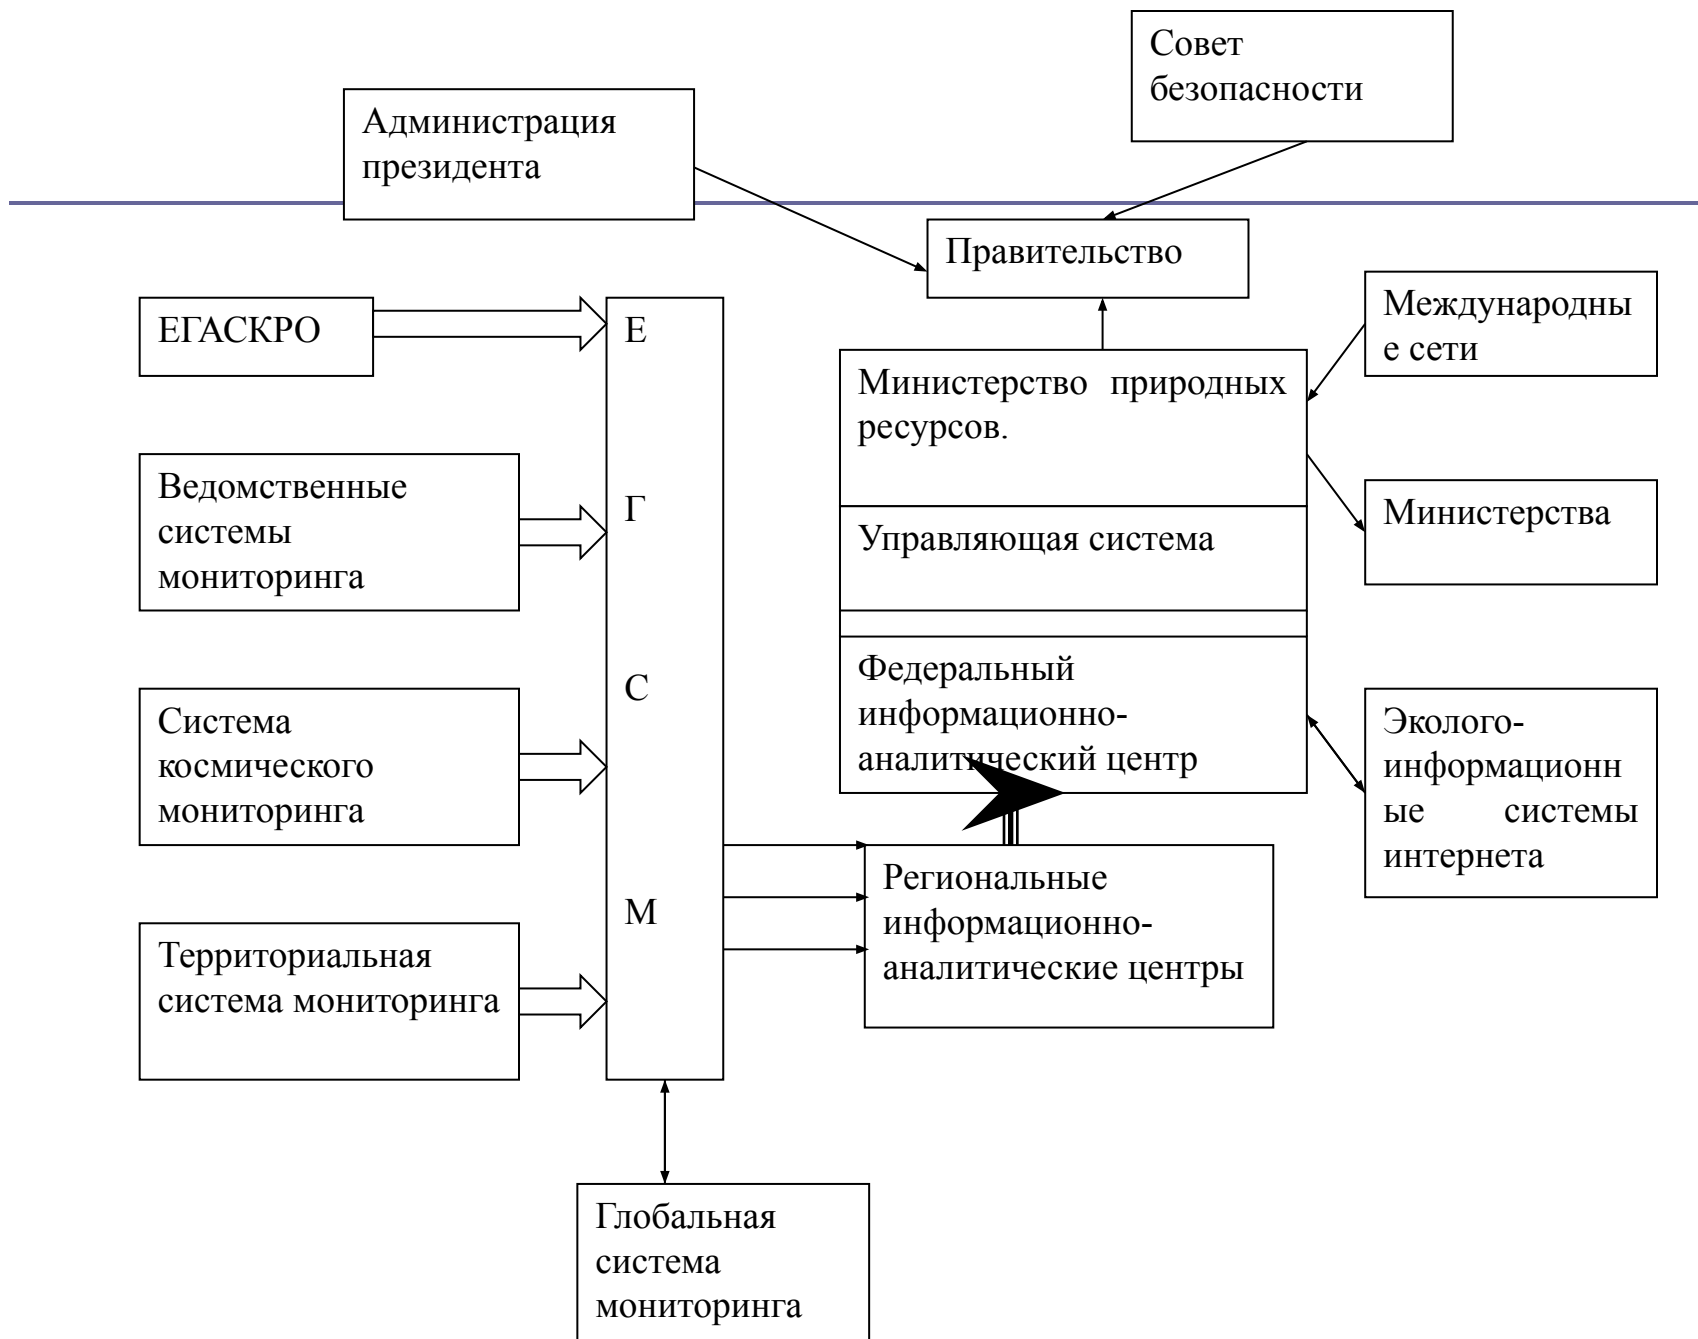 Совет
безопасности
Администрация
президента
Правительство
Международны
е сети
ЕГАСКРО
Е
Г
С
М
Министерство природных
ресурсов.
Ведомственные
системы
мониторинга
Министерства
Управляющая система
Федеральный
информационно-
аналитический центр
Система
космического
мониторинга
Эколого-
информационн
ые системы
интернета
Региональные
информационно-
аналитические центры
Территориальная
система мониторинга
Глобальная
система
мониторинга